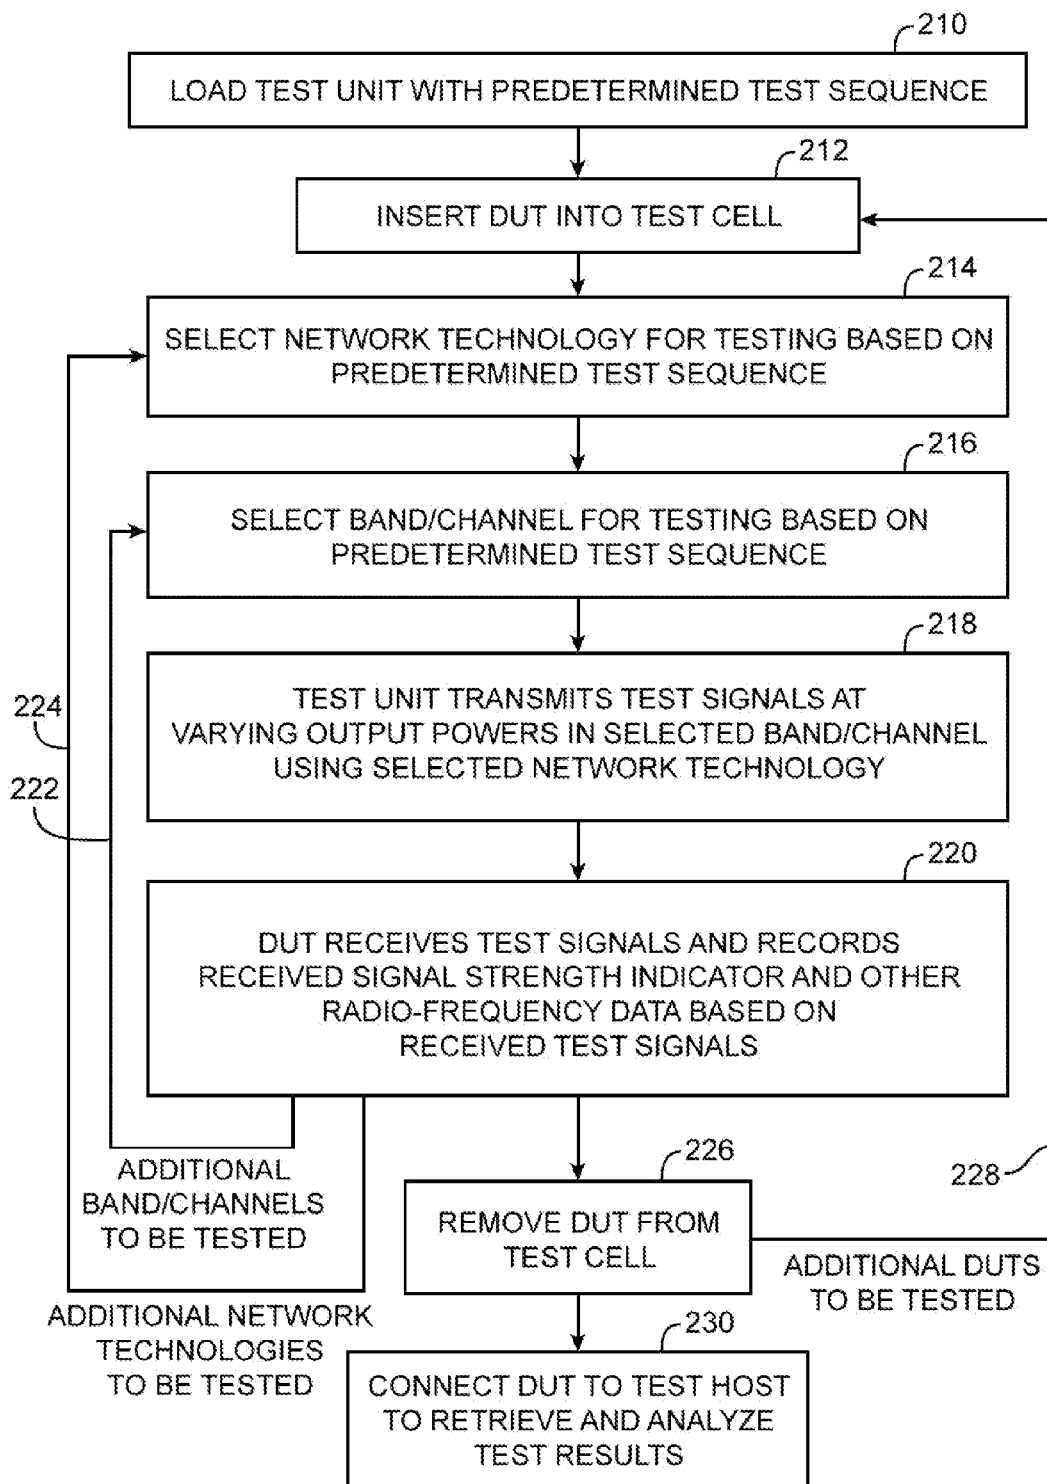 210
LOAD TEST UNIT WITH PREDETERMINED TEST SEQUENCE
212
INSERT DUT INTO TEST CELL
214
SELECT NETWORK TECHNOLOGY FOR TESTING BASED ON
PREDETERMINED TEST SEQUENCE
216
SELECT BAND/CHANNEL FOR TESTING BASED ON
PREDETERMINED TEST SEQUENCE
218
TEST UNIT TRANSMITS TEST SIGNALS AT
VARYING OUTPUT POWERS IN SELECTED BAND/CHANNEL
USING SELECTED NETWORK TECHNOLOGY
224
222
220
DUT RECEIVES TEST SIGNALS AND RECORDS
RECEIVED SIGNAL STRENGTH INDICATOR AND OTHER
RADIO-FREQUENCY DATA BASED ON
RECEIVED TEST SIGNALS
ADDITIONAL
BAND/CHANNELS
TO BE TESTED
ADDITIONAL NETWORK
TECHNOLOGIES
TO BE TESTED
226
REMOVE DUT FROM
TEST CELL
228
ADDITIONAL DUTS
TO BE TESTED
230
CONNECT DUT TO TEST HOST
TO RETRIEVE AND ANALYZE
TEST RESULTS